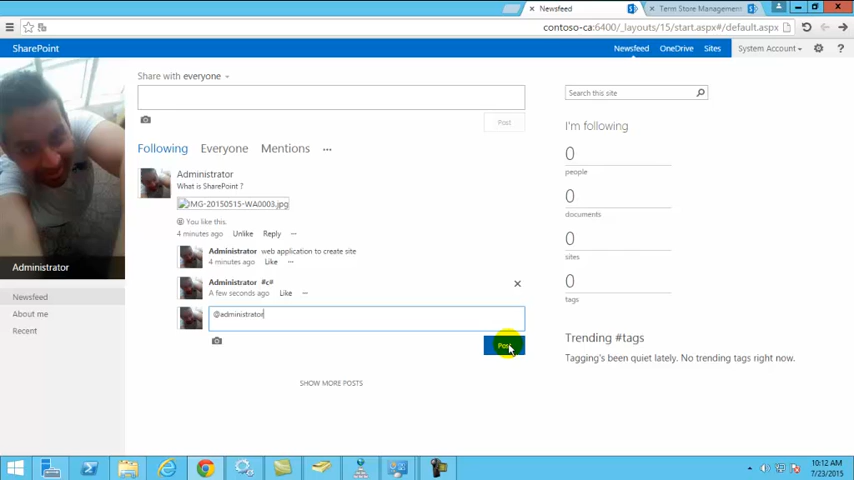 Newsfeed
Term Store Management
contoso-ca:6400/_layouts/15/start.aspx#/default.aspx
SharePoint
Newsfeed OneDrive Sites System Account
Share with everyone
Post
Search this site
I'm following
Following Everyone Mentions ...
0
people
0
documents
0
sites
0
tags
Administrator
What is SharePoint ?
IMG-20150515-WA0003.jpg
You like this.
4 minutes ago Unlike Reply ...
Administrator web application to create site
4 minutes ago Like ...
Administrator #c#
A few seconds ago Like ...
@administrator
Post
SHOW MORE POSTS
Administrator
Newsfeed
About me
Recent
Trending #tags
Tagging's been quiet lately. No trending tags right now.
10:12 AM
7/23/2015